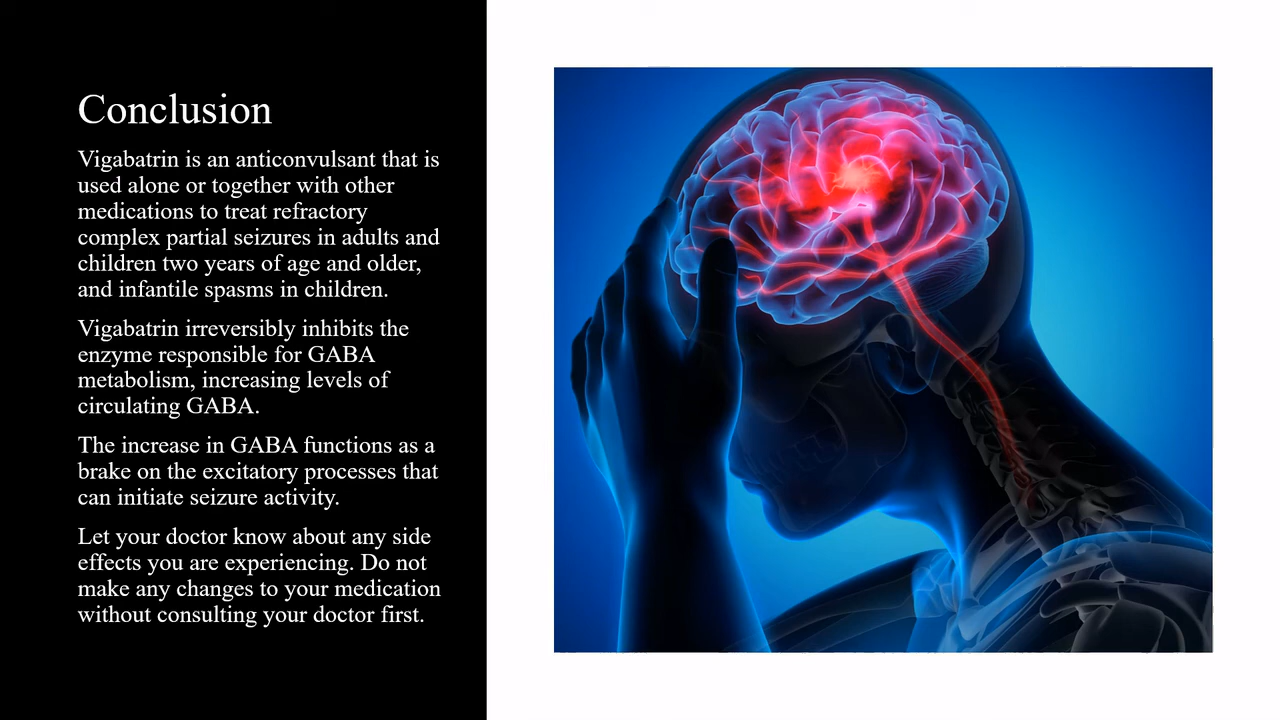 Conclusion
Vigabatrin is an anticonvulsant that is
used alone or together with other
medications to treat refractory
complex partial seizures in adults and
children two years of age and older,
and infantile spasms in children.
Vigabatrin irreversibly inhibits the
enzyme responsible for GABA
metabolism, increasing levels of
circulating GABA.
The increase in GABA functions as a
brake on the excitatory processes that
can initiate seizure activity.
Let your doctor know about any side
effects you are experiencing. Do not
make any changes to your medication
without consulting your doctor first.